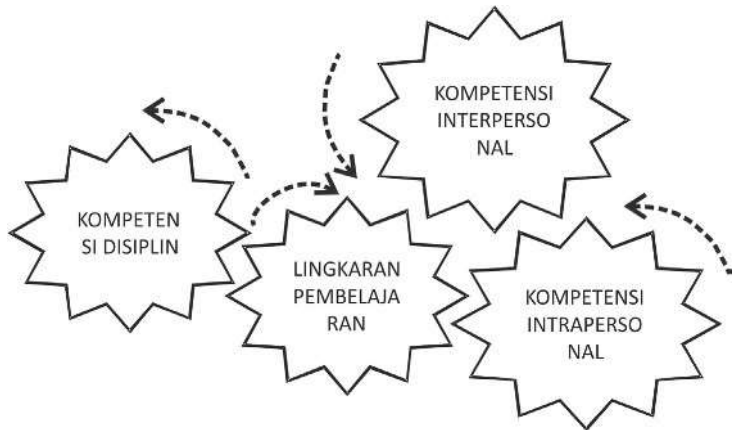 KOMPETENSI
INTERPERSO
NAL
KOMPETEN
SI DISIPLIN
LINGKARAN
PEMBELAJA
RAN
KOMPETENSI
INTRAPERSO
NAL